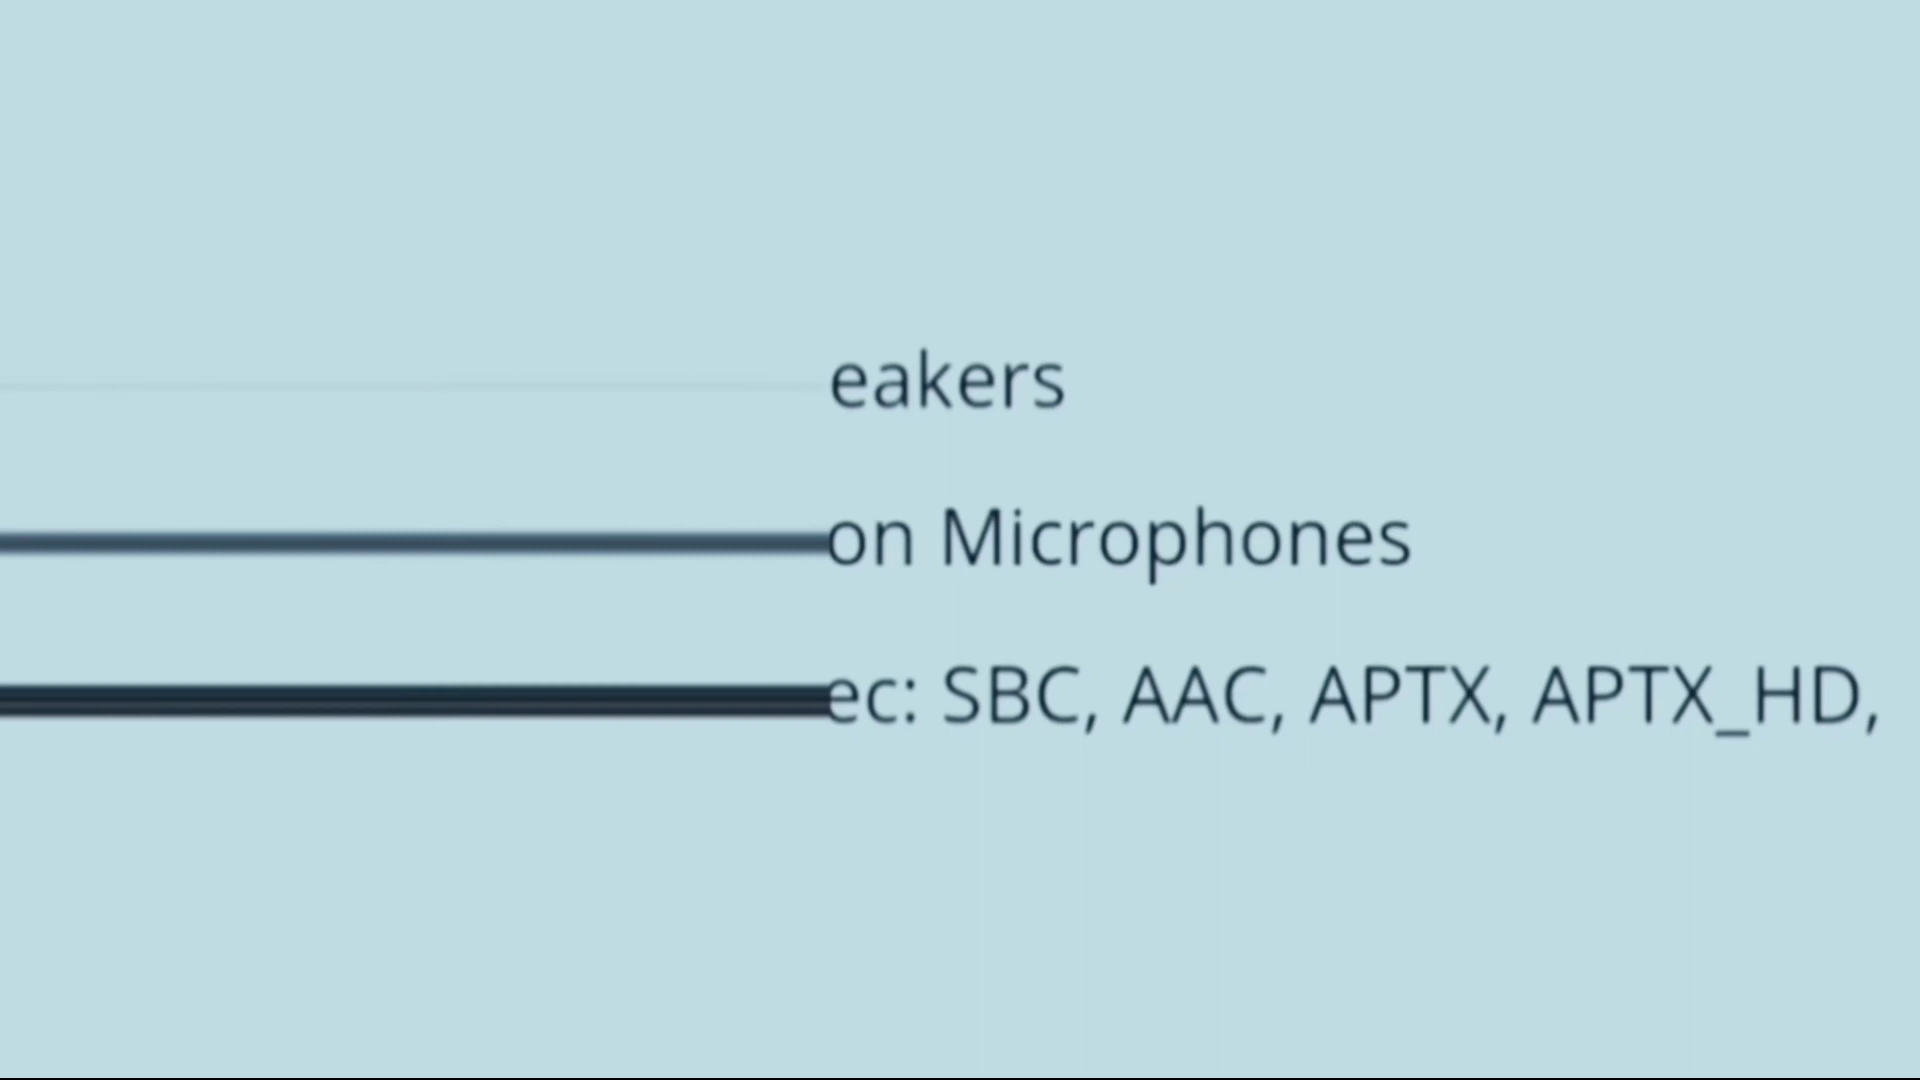 eakers
on Microphones
ec: SBC, AAC, APTX, APTX_HD,